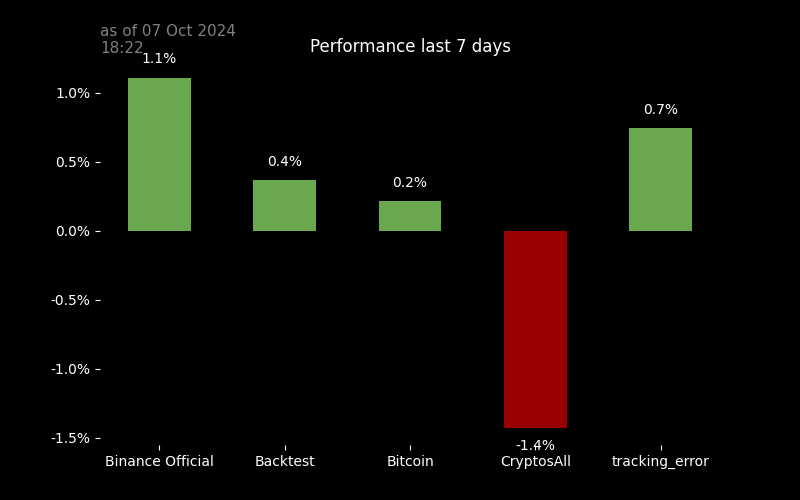 as of 07 Oct 2024
18:22
Performance last 7 days
1.1%
0.4%
0.2%
-1.4%
0.7%
1.0%
0.5%
0.0%
-0.5%
-1.0%
-1.5%
Binance Official
Backtest
Bitcoin
CryptosAll
tracking_error